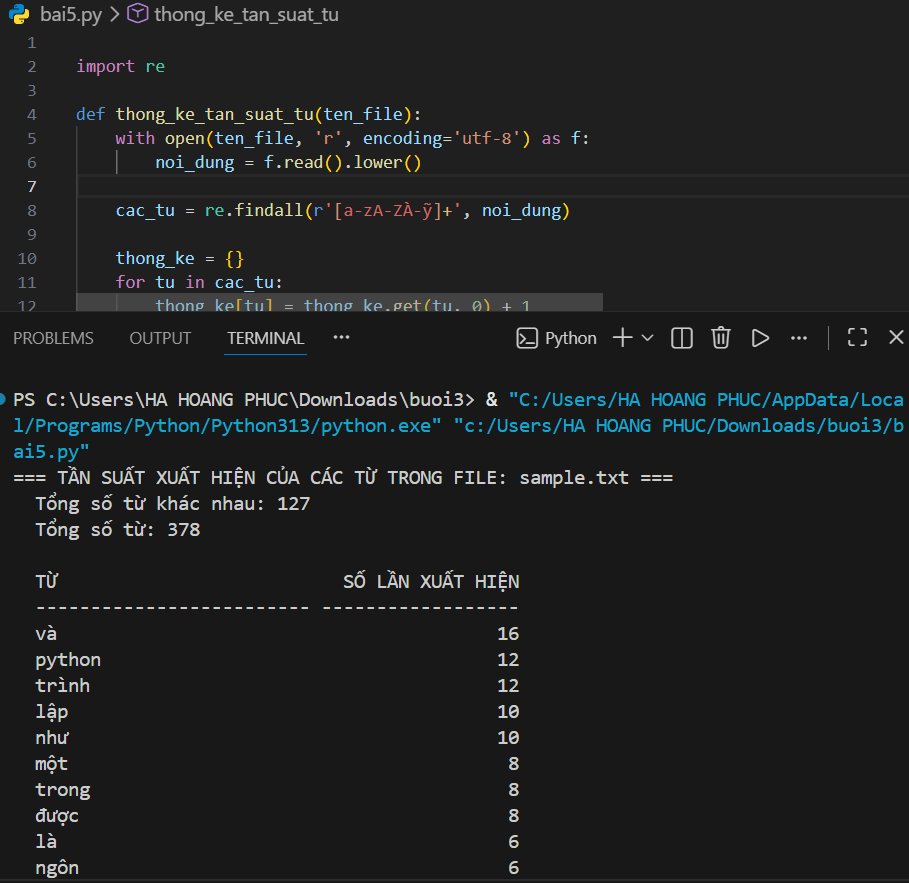 bai5.py > thong_ke_tan_suat_tu
1
2 import re
3
4 def thong_ke_tan_suat_tu(ten_file):
5 with open(ten_file, 'r', encoding='utf-8') as f:
6 noi_dung = f.read().lower()
7
8 cac_tu = re.findall(r'[a-zA-ZÀ-ỹ]+', noi_dung)
9
10 thong_ke = {}
11 for tu in cac_tu:
12 thong_ke[tu] = thong_ke.get(tu, 0) + 1
PROBLEMS OUTPUT TERMINAL ··· Python
PS C:\Users\HA HOANG PHUC\Downloads\buoi3> & "C:/Users/HA HOANG PHUC/AppData/Loca
l/Programs/Python/Python313/python.exe" "c:/Users/HA HOANG PHUC/Downloads/buoi3/b
ai5.py"
=== TẦN SUẤT XUẤT HIỆN CỦA CÁC TỪ TRONG FILE: sample.txt ===
Tổng số từ khác nhau: 127
Tổng số từ: 378
TỪ SỐ LẦN XUẤT HIỆN
------------------------- ------------------
và 16
python 12
trình 12
lập 10
như 10
một 8
trong 8
được 8
là 6
ngôn 6